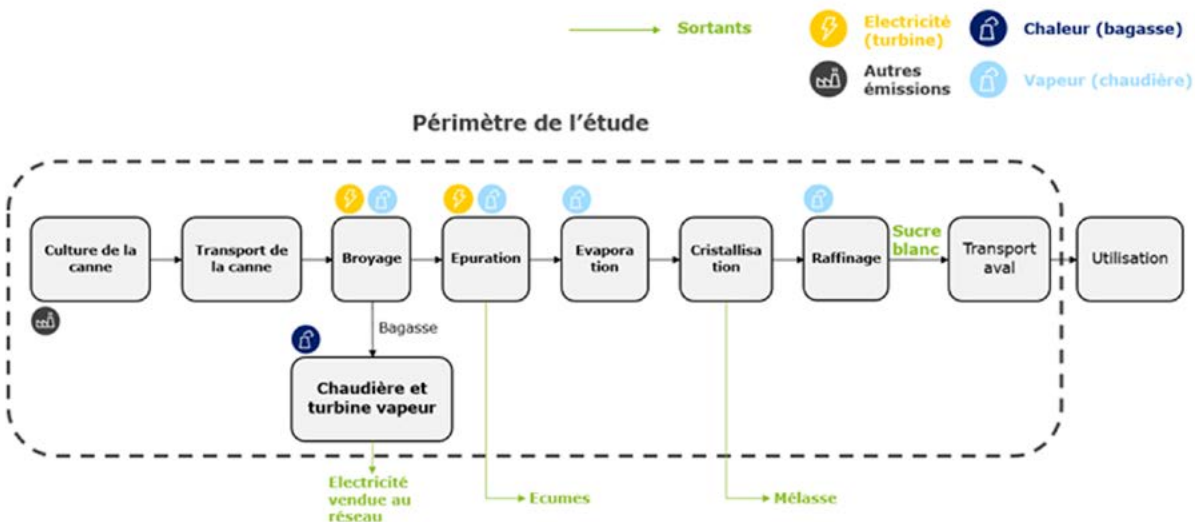 Sortants
Electricité
(turbine)
Chaleur (bagasse)
Autres
émissions
Vapeur (chaudière)
Périmètre de l’étude
Culture de la
canne
Transport de
la canne
Broyage
Epuration
Evapora
tion
Cristallisa
tion
Raffinage
Sucre
blanc
Transport
aval
Utilisation
Bagasse
Chaudière et
turbine vapeur
Electricité
vendue au
réseau
Ecumes
Mélasse